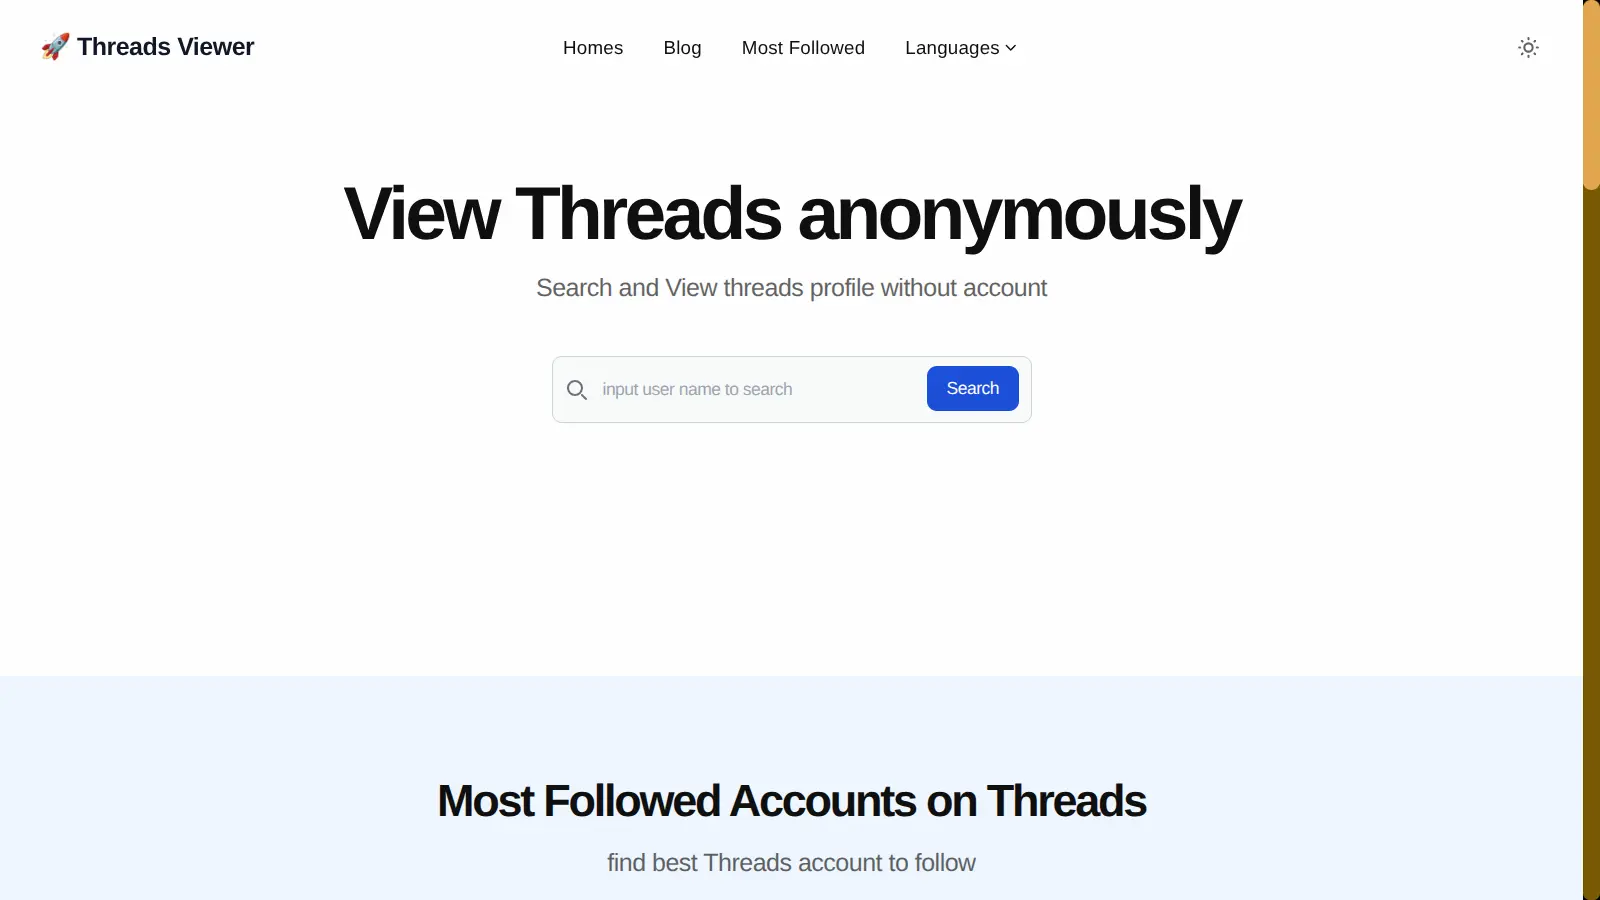 🚀 Threads Viewer
Homes
Blog
Most Followed
Languages
View Threads anonymously
Search and View threads profile without account
input user name to search
Search
Most Followed Accounts on Threads
find best Threads account to follow